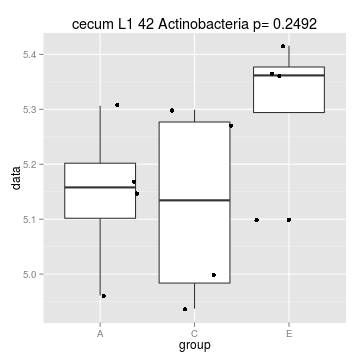 cecum L1 42 Actinobacteria p= 0.2492
data
5.4
5.3
5.2
5.1
5.0
A C E
group